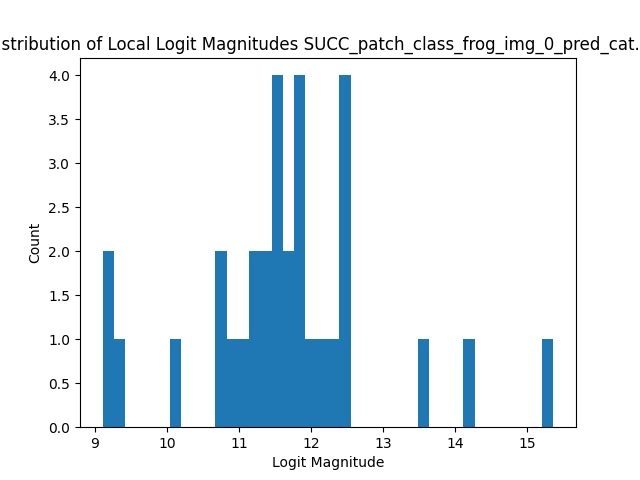 stribution of Local Logit Magnitudes SUCC_patch_class_frog_img_0_pred_cat.
4.0
3.5
3.0
2.5
2.0
1.5
1.0
0.5
0.0
Count
9 10 11 12 13 14 15
Logit Magnitude